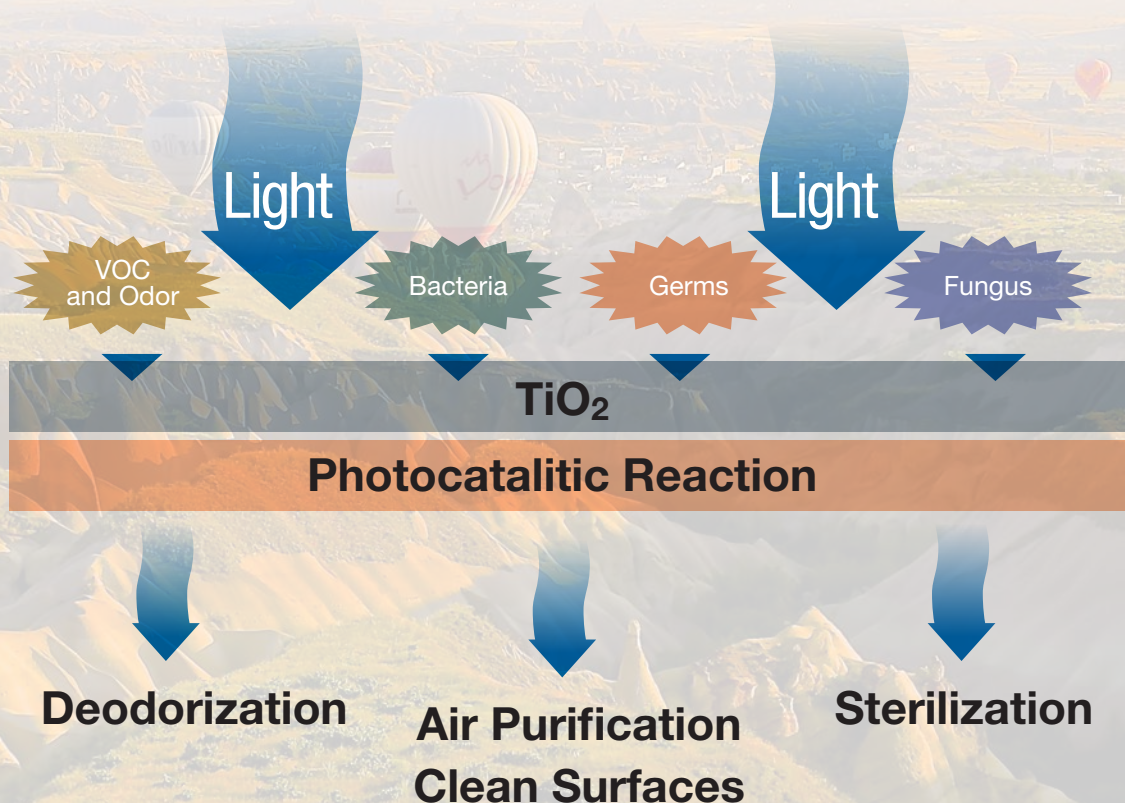 Light
Light
VOC
and Odor
Bacteria
Germs
Fungus
TiO₂
Photocatalitic Reaction
Deodorization
Air Purification
Clean Surfaces
Sterilization